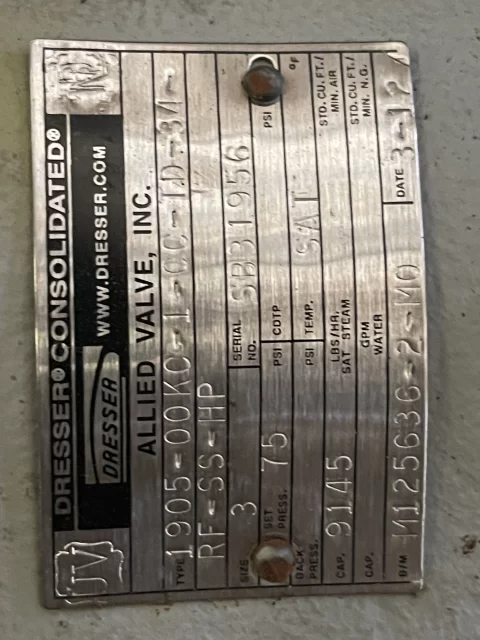 DRESSER® CONSOLIDATED®
DRESSER WWW.DRESSER.COM
ALLIED VALVE, INC.
TYPE 1905-00KC-1-CC-TD-34-
RF-SS-HP
SIZE 3 SERIAL NO. SB31956
SET PRESS. 75 PSI CDTP PSI
BACK PRESS. PSI TEMP. SAT °F
CAP. 9145 LBS/HR. SAT STEAM STD. CU. FT./ MIN. AIR
CAP. GPM WATER STD. CU. FT./ MIN. N.G.
B/M M125636-2-MO DATE 3-12
UV
NB